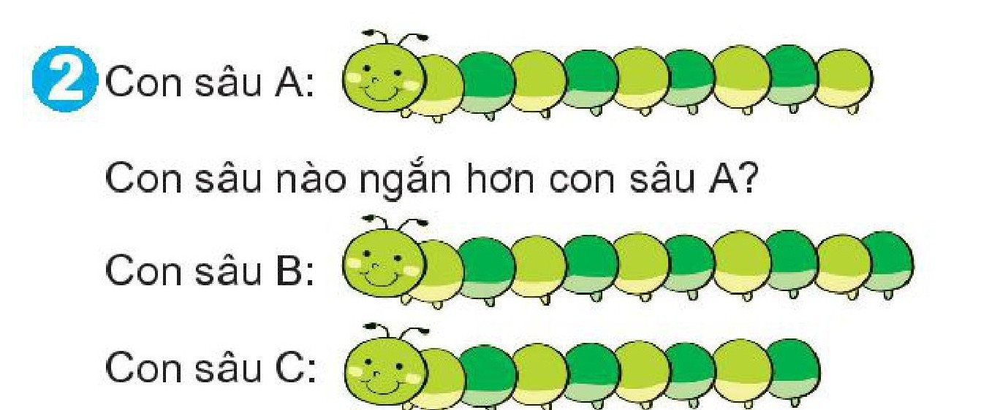 2 Con sâu A:
Con sâu nào ngắn hơn con sâu A?
Con sâu B:
Con sâu C: